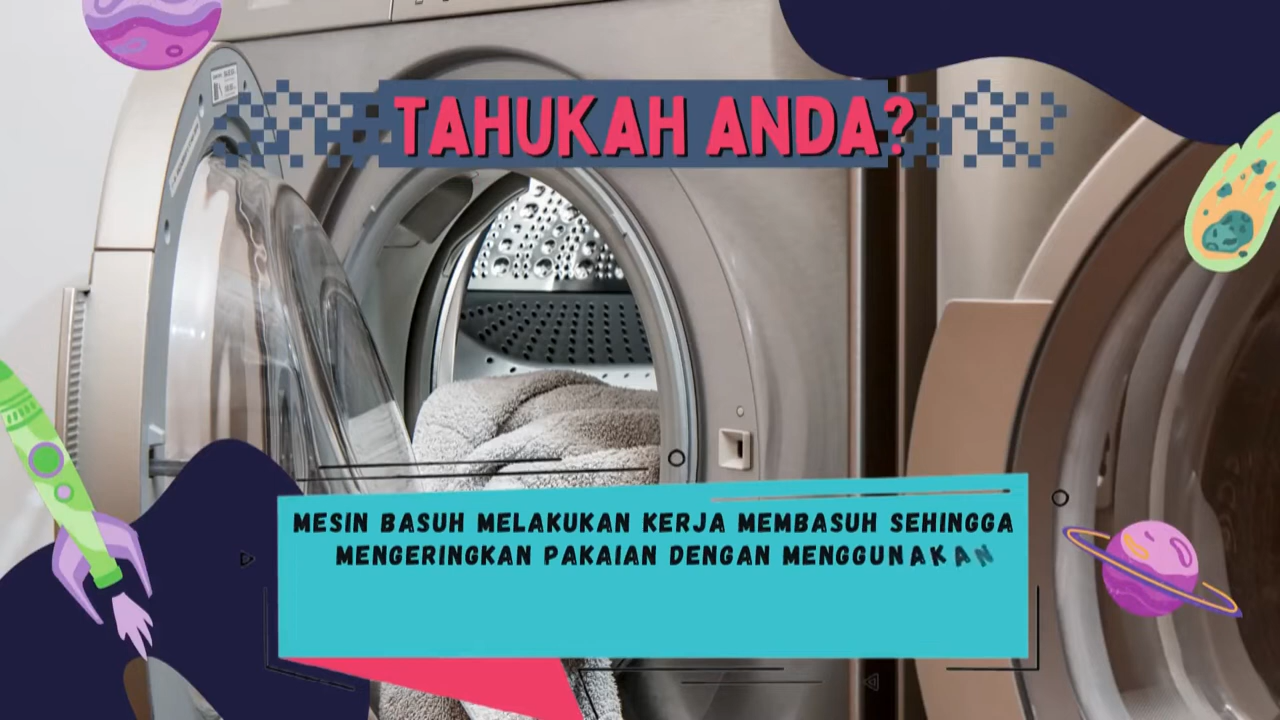 TAHUKAH ANDA?
MESIN BASUH MELAKUKAN KERJA MEMBASUH SEHINGGA
MENGERINGKAN PAKAIAN DENGAN MENGGUNAKAN